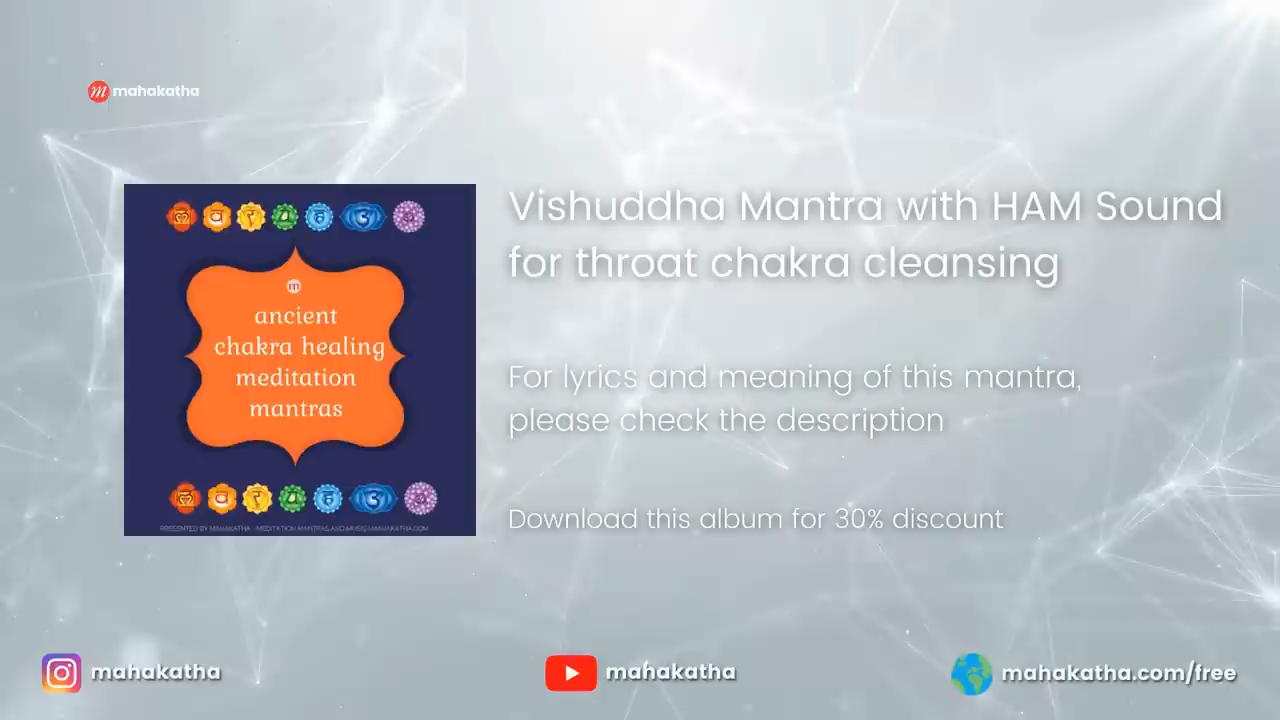 mahakatha
Vishuddha Mantra with HAM Sound
for throat chakra cleansing
ancient
chakra healing
meditation
mantras
For lyrics and meaning of this mantra,
please check the description
Download this album for 30% discount
mahakatha
mahakatha
mahakatha.com/free